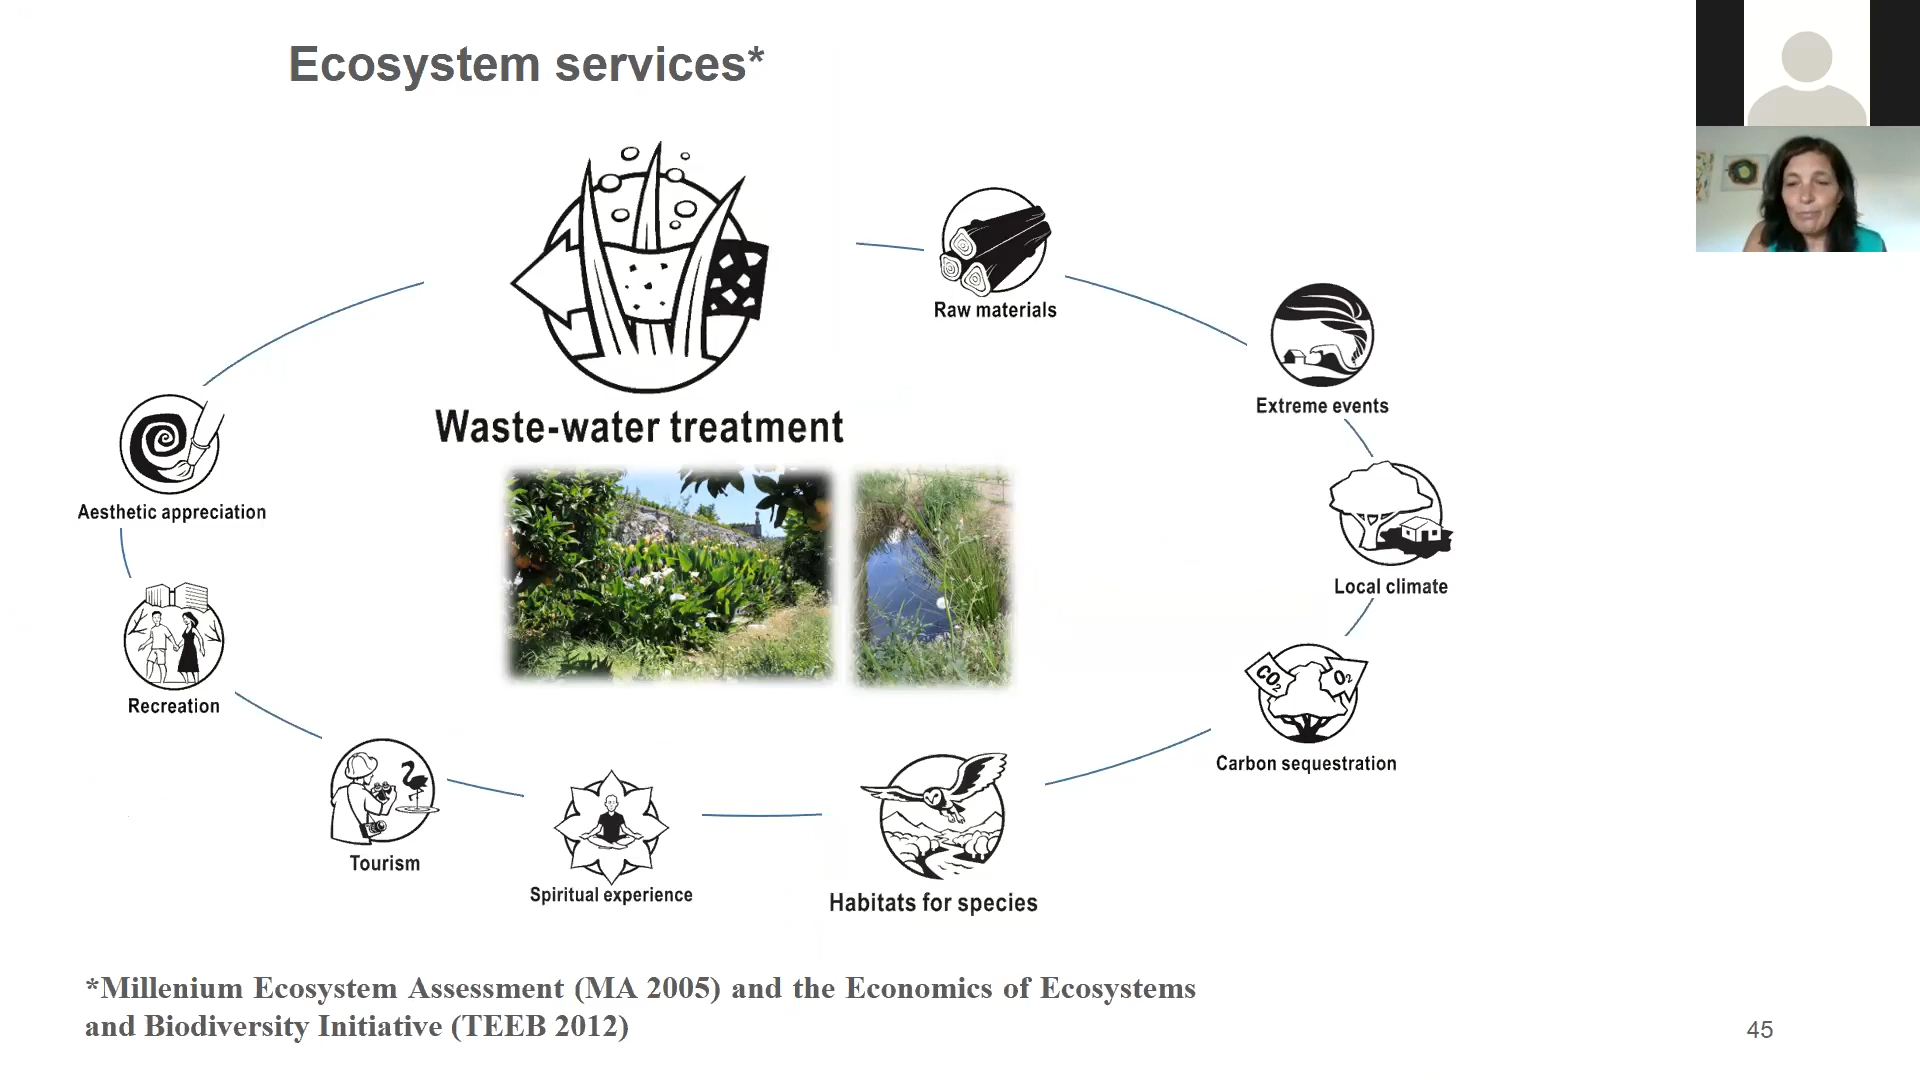 Ecosystem services*
Waste-water treatment
Raw materials
Extreme events
Local climate
CO2
O2
Carbon sequestration
Habitats for species
Spiritual experience
Tourism
Recreation
Aesthetic appreciation
*Millenium Ecosystem Assessment (MA 2005) and the Economics of Ecosystems
and Biodiversity Initiative (TEEB 2012)
45